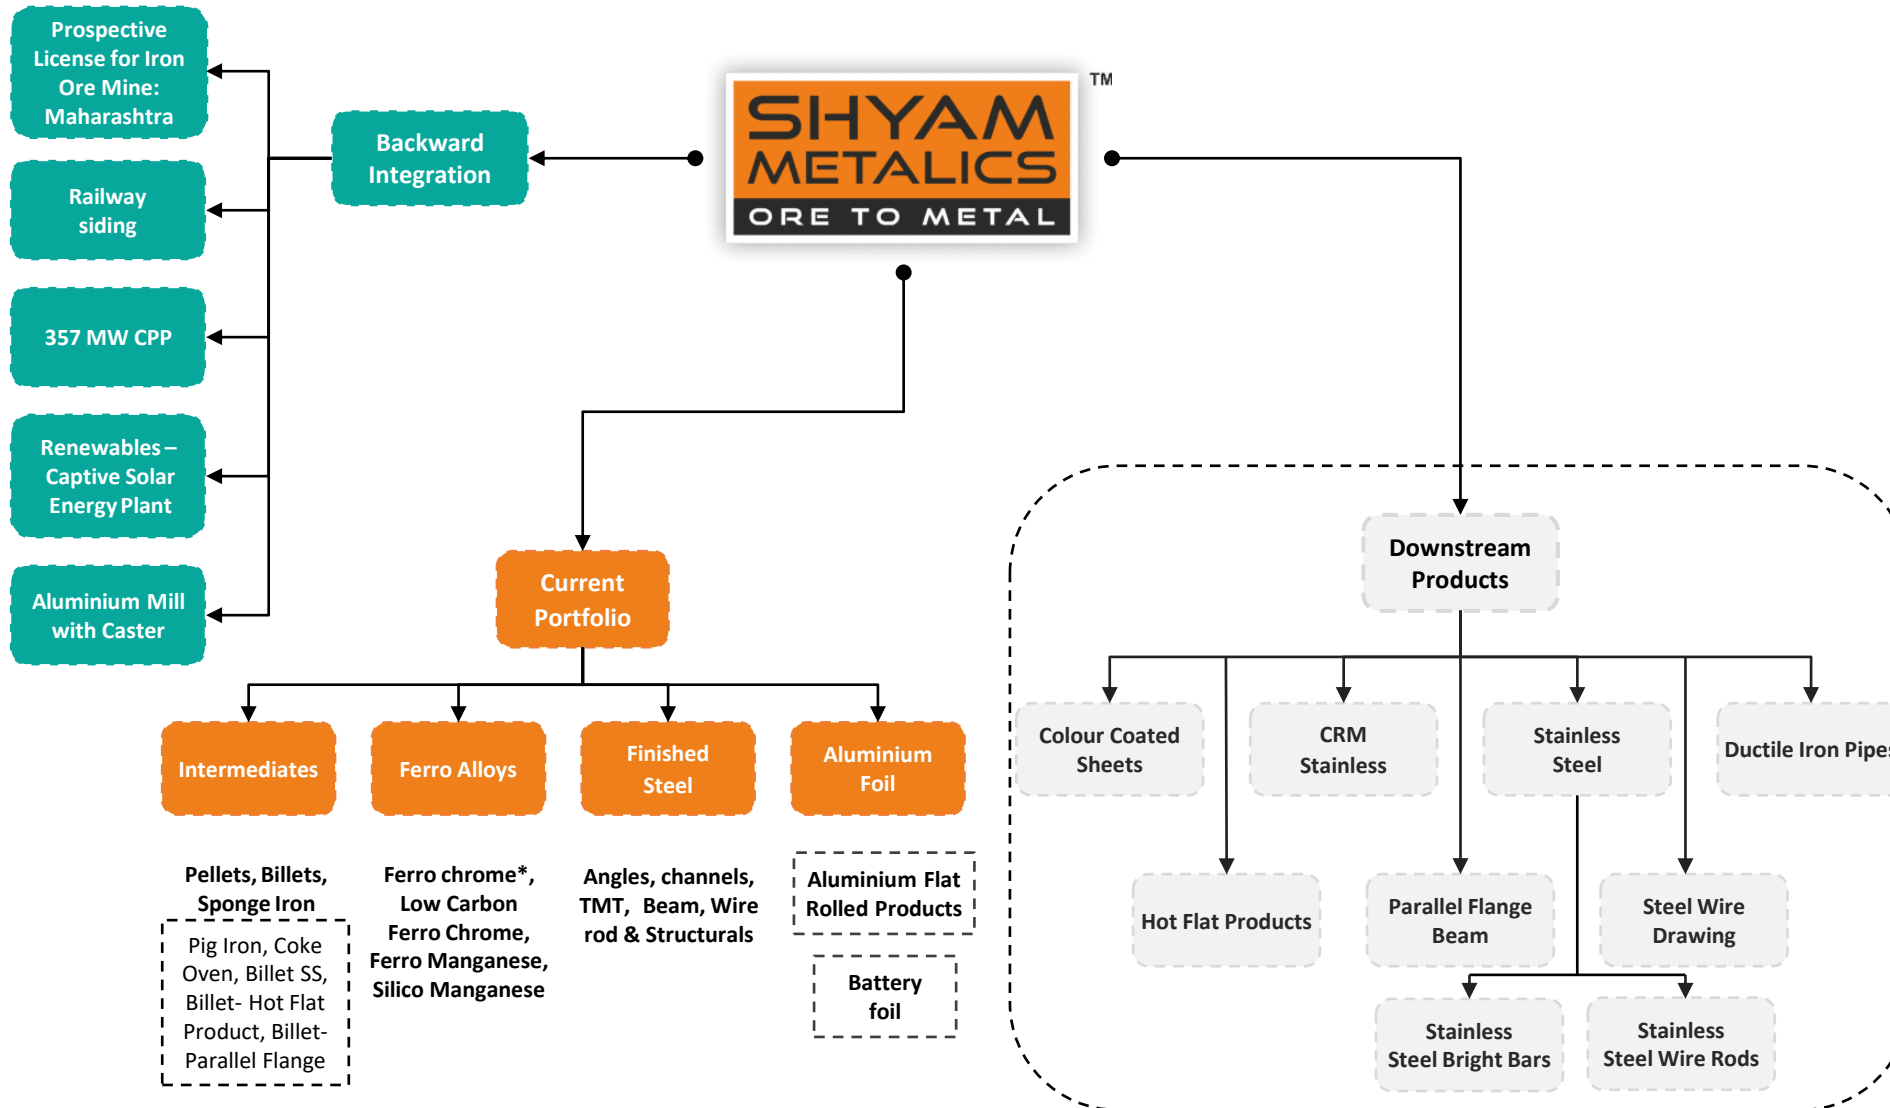 Prospective
License for Iron
Ore Mine:
Maharashtra
Railway
siding
357 MW CPP
Renewables –
Captive Solar
Energy Plant
Aluminium Mill
with Caster
Backward
Integration
SHYAM
METALICS
ORE TO METAL
TM
Current
Portfolio
Intermediates
Ferro Alloys
Finished
Steel
Aluminium
Foil
Pellets, Billets,
Sponge Iron
Pig Iron, Coke
Oven, Billet SS,
Billet- Hot Flat
Product, Billet-
Parallel Flange
Ferro chrome*,
Low Carbon
Ferro Chrome,
Ferro Manganese,
Silico Manganese
Angles, channels,
TMT, Beam, Wire
rod & Structurals
Aluminium Flat
Rolled Products
Battery
foil
Downstream
Products
Colour Coated
Sheets
CRM
Stainless
Stainless
Steel
Ductile Iron Pipes
Hot Flat Products
Parallel Flange
Beam
Steel Wire
Drawing
Stainless
Steel Bright Bars
Stainless
Steel Wire Rods